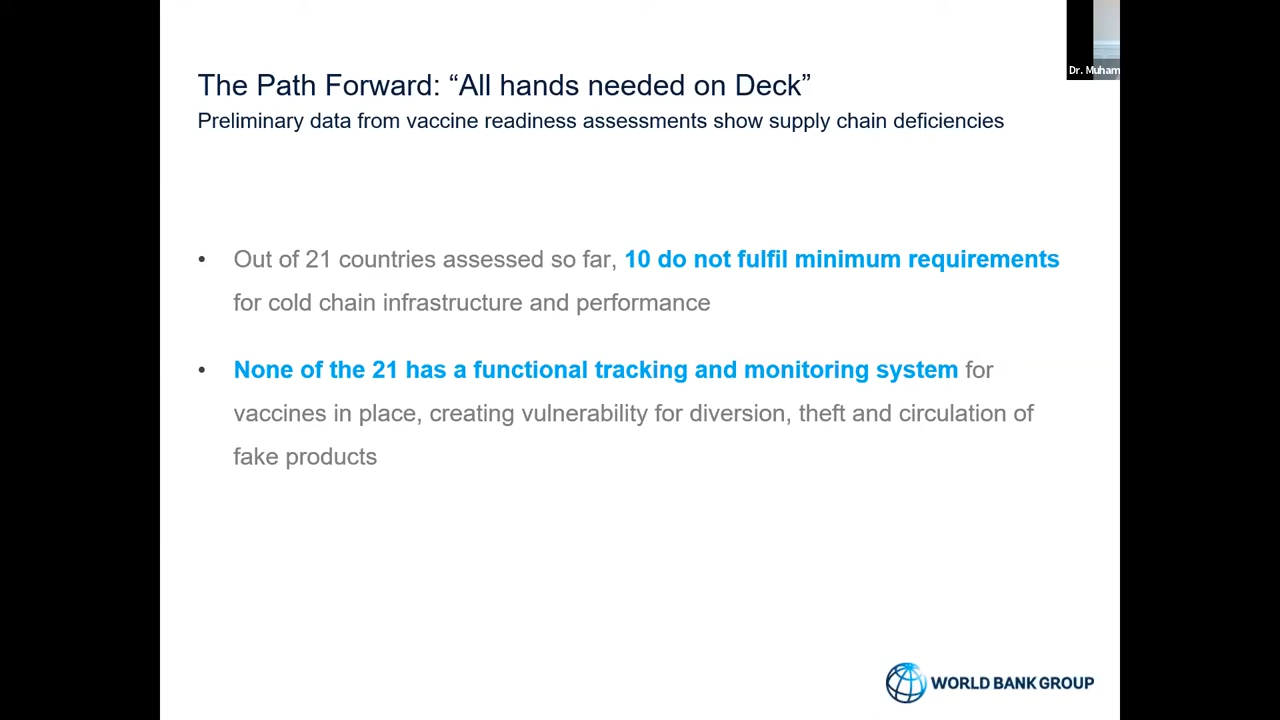 Dr. Muham
The Path Forward: “All hands needed on Deck”
Preliminary data from vaccine readiness assessments show supply chain deficiencies
• Out of 21 countries assessed so far, 10 do not fulfil minimum requirements
for cold chain infrastructure and performance
• None of the 21 has a functional tracking and monitoring system for
vaccines in place, creating vulnerability for diversion, theft and circulation of
fake products
WORLD BANK GROUP